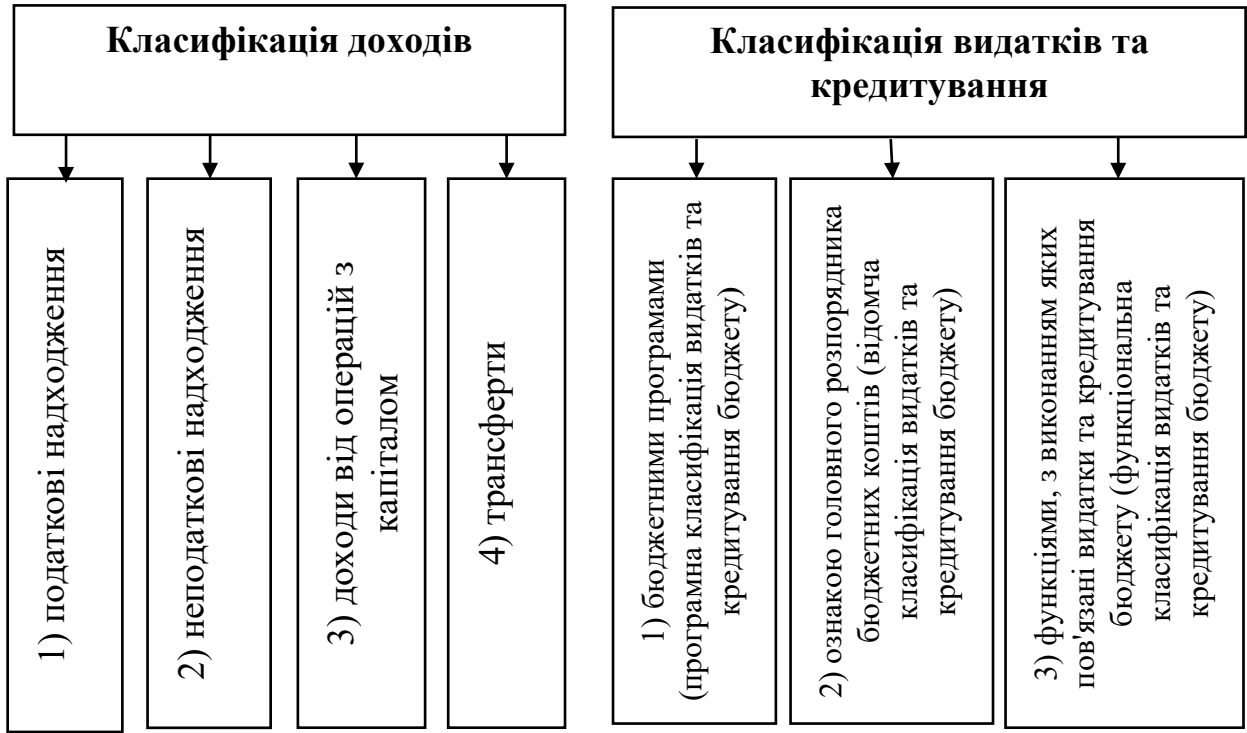 Класифікація доходів
Класифікація видатків та
кредитування
1) податкові надходження
2) неподаткові надходження
3) доходи від операцій з
капіталом
4) трансферти
1) бюджетними програмами
(програмна класифікація видатків та
кредитування бюджету)
2) ознакою головного розпорядника
бюджетних коштів (відомча
класифікація видатків та
кредитування бюджету)
3) функціями, з виконанням яких
пов'язані видатки та кредитування
бюджету (функціональна
класифікація видатків та
кредитування бюджету)